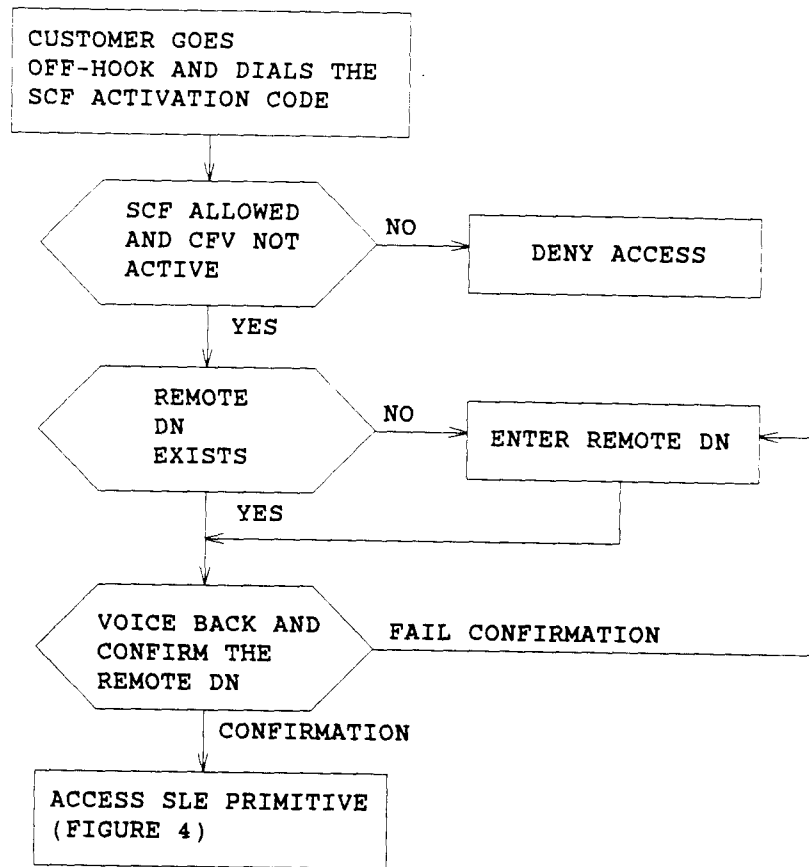 CUSTOMER GOES
OFF-HOOK AND DIALS THE
SCF ACTIVATION CODE
SCF ALLOWED
AND CFV NOT
ACTIVE
NO
DENY ACCESS
YES
REMOTE
DN
EXISTS
NO
ENTER REMOTE DN
YES
VOICE BACK AND
CONFIRM THE
REMOTE DN
FAIL CONFIRMATION
CONFIRMATION
ACCESS SLE PRIMITIVE
(FIGURE 4)